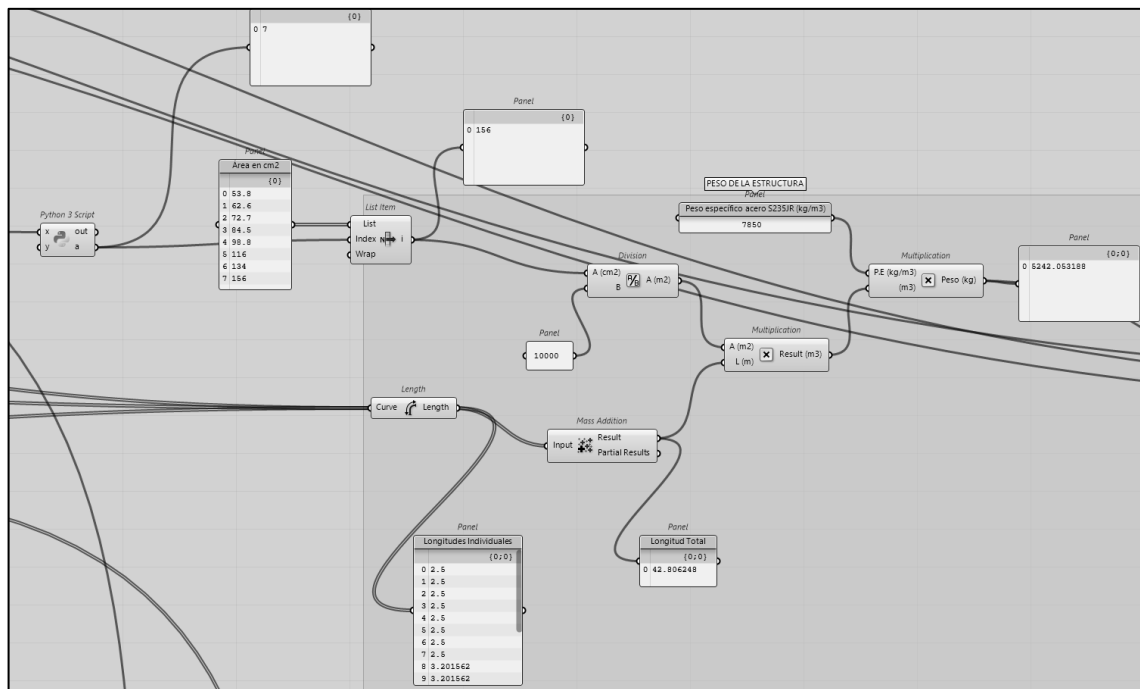 {0}
0 7
Panel
{0}
0 156
Panel
Área en cm2
{0}
0 53.8
1 62.6
2 72.7
3 84.5
4 98.8
5 116
6 134
7 156
Python 3 Script
x out
y a
List Item
List
Index i
Wrap
PESO DE LA ESTRUCTURA
Panel
Peso específico acero S235JR (kg/m3)
7850
Division
A (cm2) A (m2)
B
Panel
10000
Multiplication
P.E (kg/m3) Peso (kg)
(m3)
Panel
{0;0}
0 5242.053188
Multiplication
A (m2) Result (m3)
L (m)
Length
Curve Length
Mass Addition
Input Result
Partial Results
Panel
Longitudes Individuales
{0;0}
0 2.5
1 2.5
2 2.5
3 2.5
4 2.5
5 2.5
6 2.5
7 2.5
8 3.201562
9 3.201562
Panel
Longitud Total
{0;0}
0 42.806248